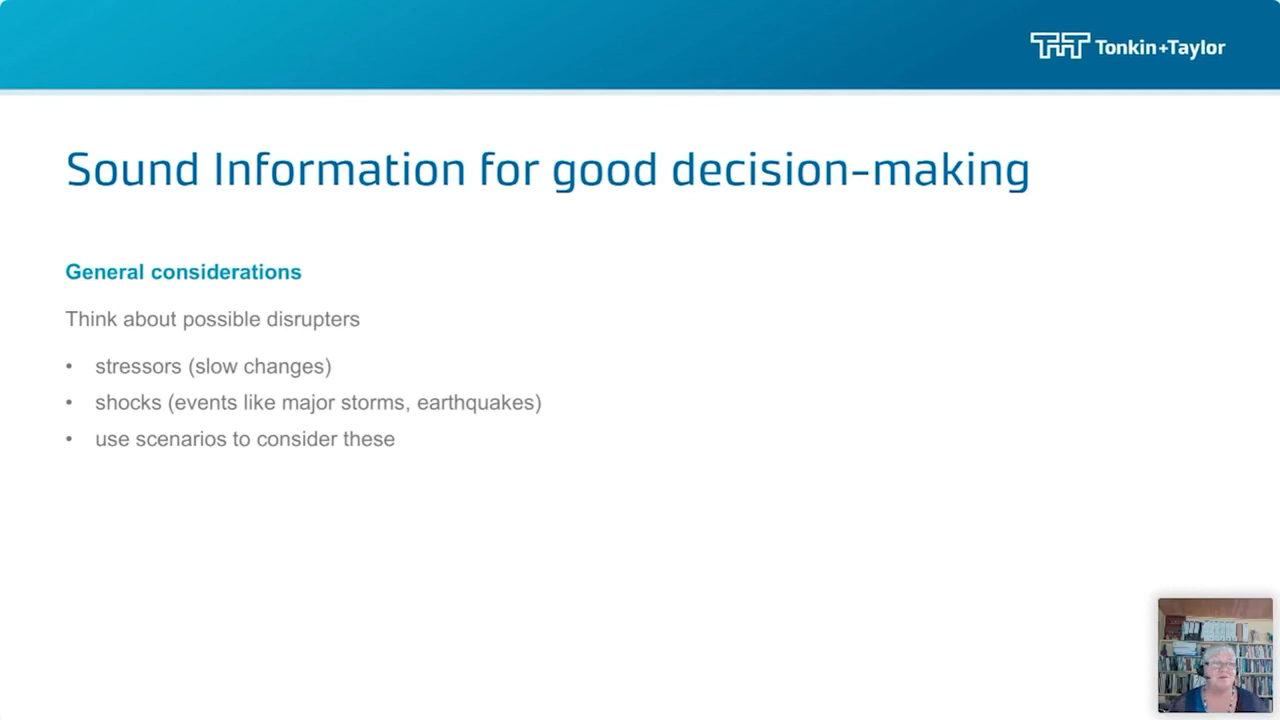 Tonkin+Taylor
Sound Information for good decision-making
General considerations
Think about possible disrupters
• stressors (slow changes)
• shocks (events like major storms, earthquakes)
• use scenarios to consider these